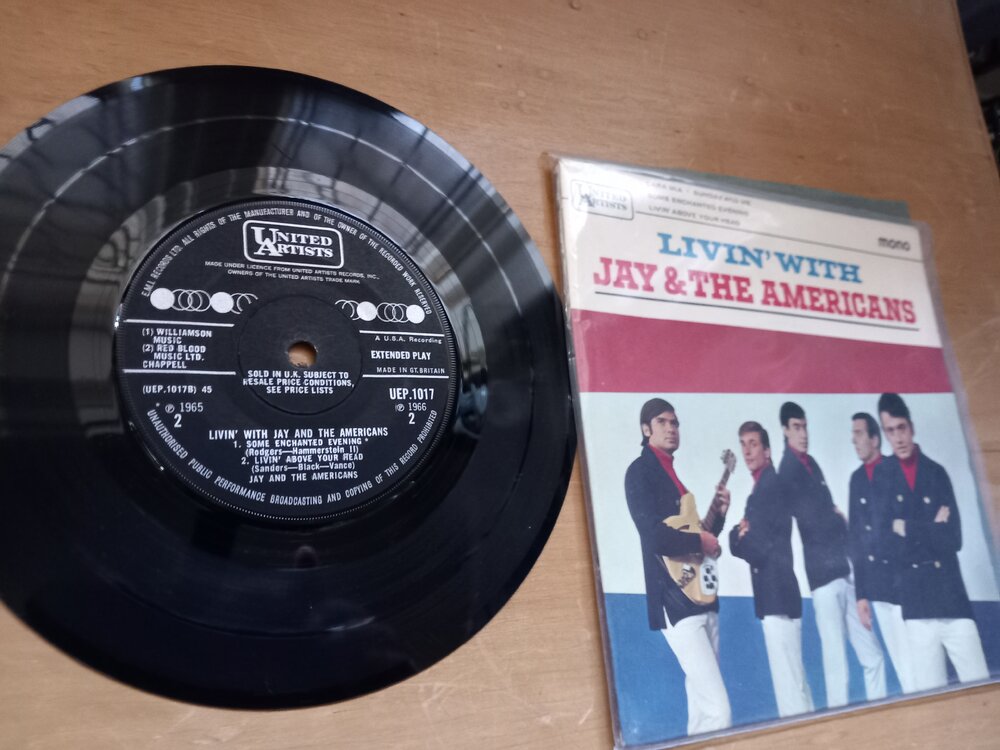 E.M.I. RECORDS LTD. ALL RIGHTS OF THE MANUFACTURER AND OF THE OWNER OF THE RECORDED WORK RESERVED
UNITED
ARTISTS
MADE UNDER LICENCE FROM UNITED ARTISTS RECORDS, INC.,
OWNERS OF THE UNITED ARTISTS TRADE MARK.
(1) WILLIAMSON
MUSIC
(2) RED BLOOD
MUSIC LTD.
CHAPPELL
A U.S.A. Recording
EXTENDED PLAY
MADE IN GT. BRITAIN
SOLD IN U.K. SUBJECT TO
RESALE PRICE CONDITIONS,
SEE PRICE LISTS
(UEP.1017B) 45
UEP.1017
* ℗ 1965
℗ 1966
2
2
LIVIN' WITH JAY AND THE AMERICANS
1. SOME ENCHANTED EVENING *
(Rodgers—Hammerstein II)
2. LIVIN' ABOVE YOUR HEAD
(Sanders—Black—Vance)
JAY AND THE AMERICANS
UNAUTHORISED PUBLIC PERFORMANCE BROADCASTING AND COPYING OF THIS RECORD PROHIBITED
UNITED
ARTISTS
CARA MIA • SUNDAY AND ME
SOME ENCHANTED EVENING
LIVIN' ABOVE YOUR HEAD
mono
LIVIN' WITH
JAY & THE AMERICANS